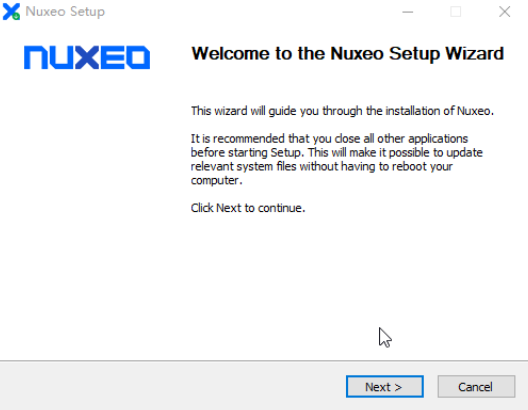 Nuxeo Setup
nuxeo
Welcome to the Nuxeo Setup Wizard
This wizard will guide you through the installation of Nuxeo.
It is recommended that you close all other applications
before starting Setup. This will make it possible to update
relevant system files without having to reboot your
computer.
Click Next to continue.
Next >
Cancel